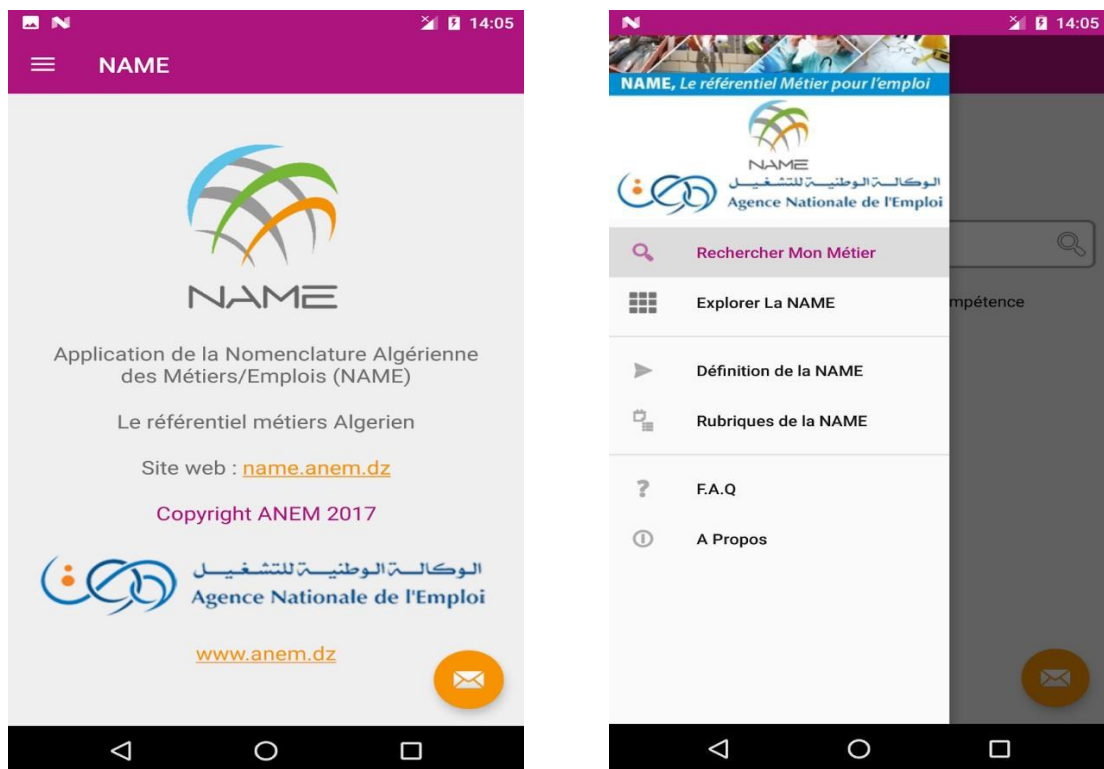 14:05
NAME
NAME
Application de la Nomenclature Algérienne
des Métiers/Emplois (NAME)
Le référentiel métiers Algerien
Site web : name.anem.dz
Copyright ANEM 2017
الوكالة الوطنية للتشغيل
Agence Nationale de l'Emploi
www.anem.dz
14:05
NAME, Le référentiel Métier pour l'emploi
NAME
الوكالة الوطنية للتشغيل
Agence Nationale de l'Emploi
Rechercher Mon Métier
Explorer La NAME
mpétence
Définition de la NAME
Rubriques de la NAME
F.A.Q
A Propos